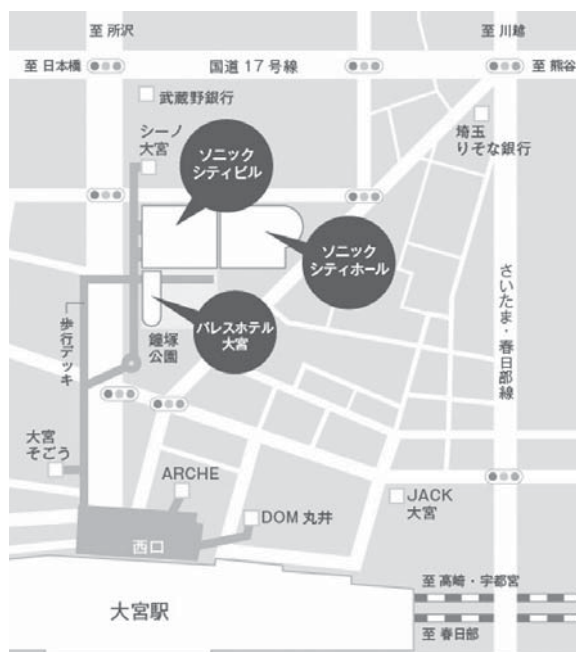 至 所沢
至 川越
至 日本橋
国道 17 号線
至 熊谷
武蔵野銀行
シーノ
大宮
埼玉
りそな銀行
ソニック
シティビル
ソニック
シティホール
パレスホテル
大宮
さいたま・春日部線
歩行デッキ
鐘塚
公園
大宮
そごう
ARCHE
DOM 丸井
JACK
大宮
西口
大宮駅
至 高崎・宇都宮
至 春日部